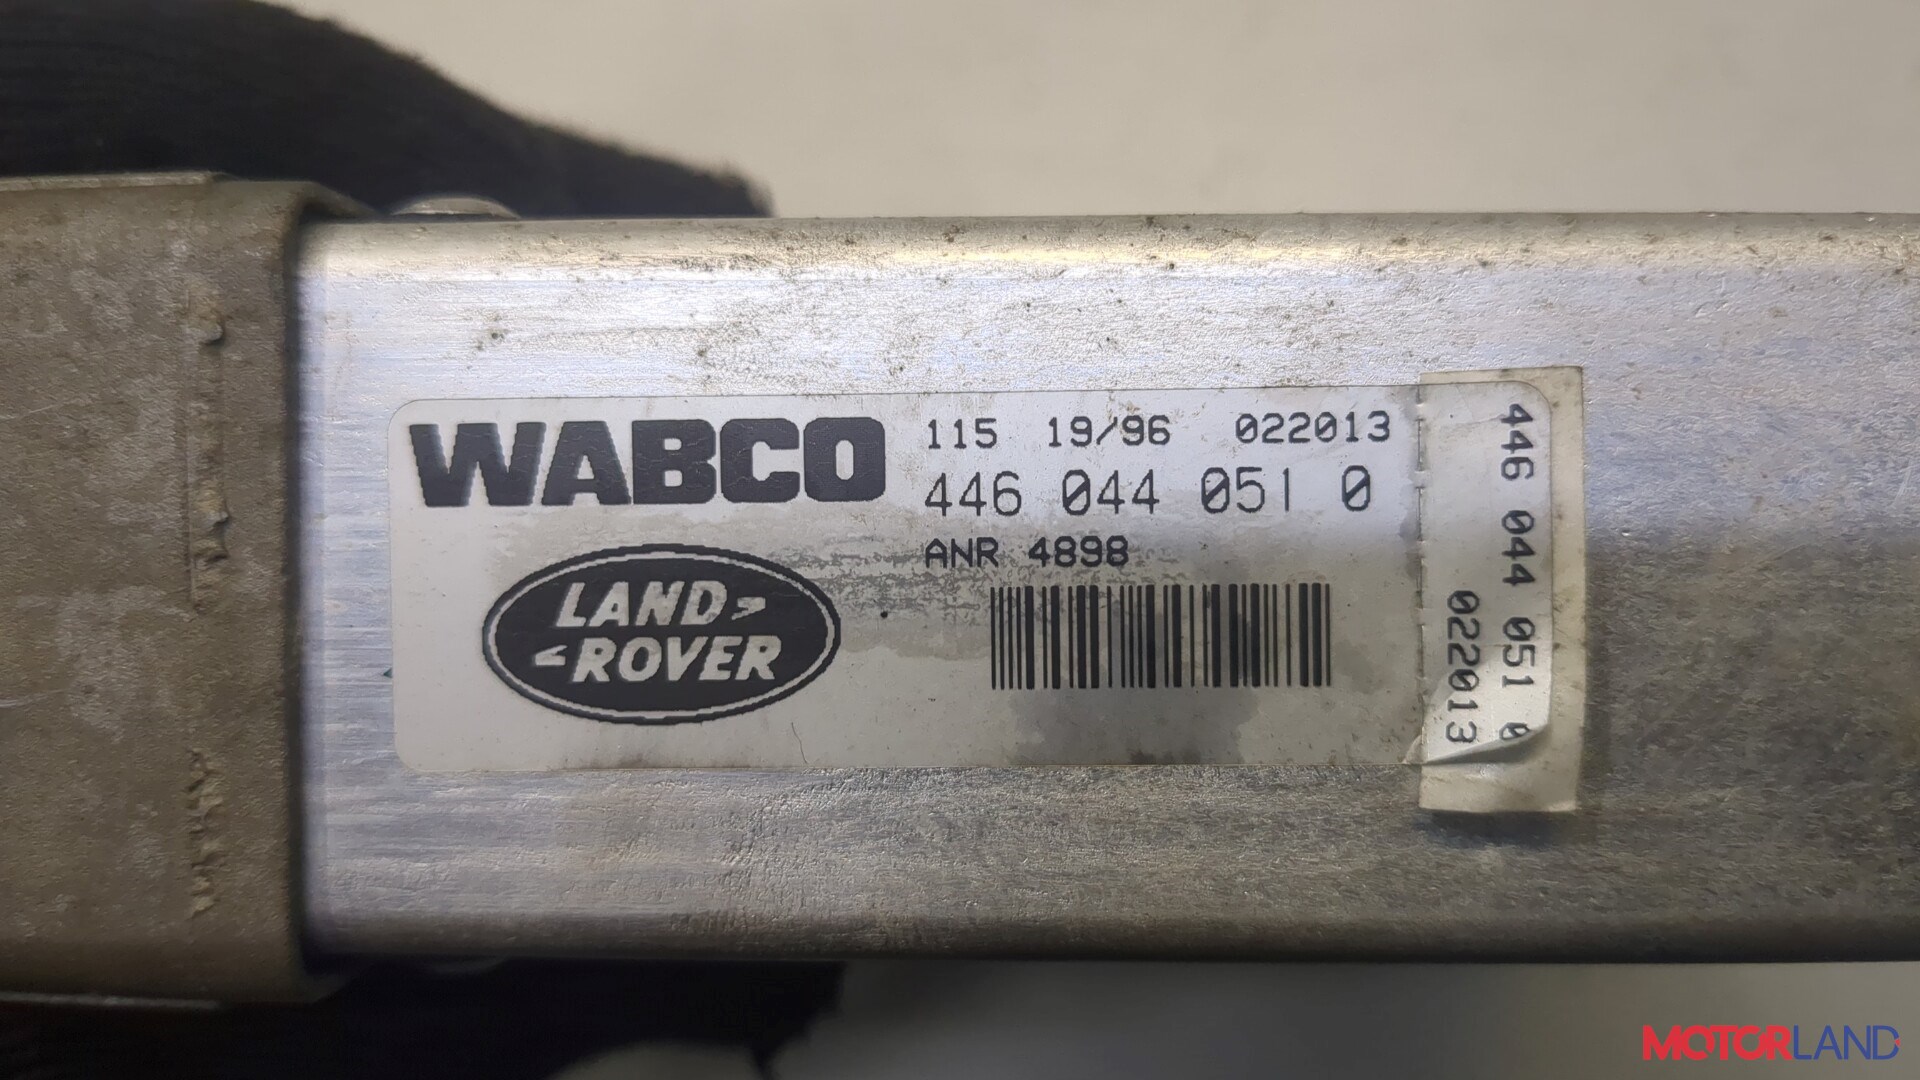 WABCO
115 19/96 022013
446 044 051 0
ANR 4898
LAND
ROVER
446 044 051 0
022013
MOTORLAND